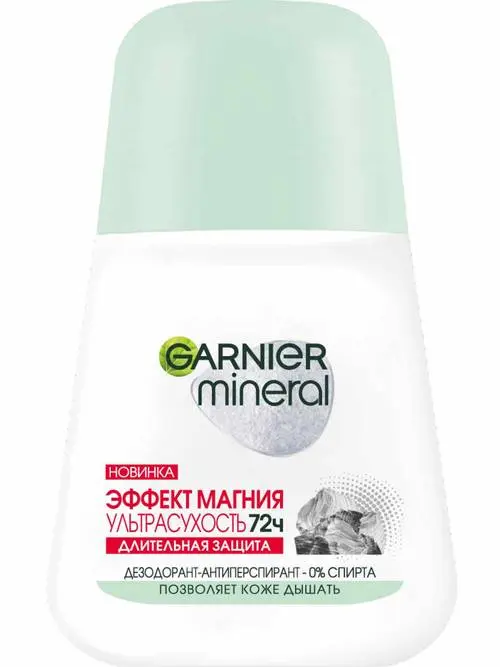 GARNIER
mineral
НОВИНКА
ЭФФЕКТ МАГНИЯ
УЛЬТРАСУХОСТЬ 72ч
ДЛИТЕЛЬНАЯ ЗАЩИТА
ДЕЗОДОРАНТ-АНТИПЕРСПИРАНТ - 0% СПИРТА
ПОЗВОЛЯЕТ КОЖЕ ДЫШАТЬ